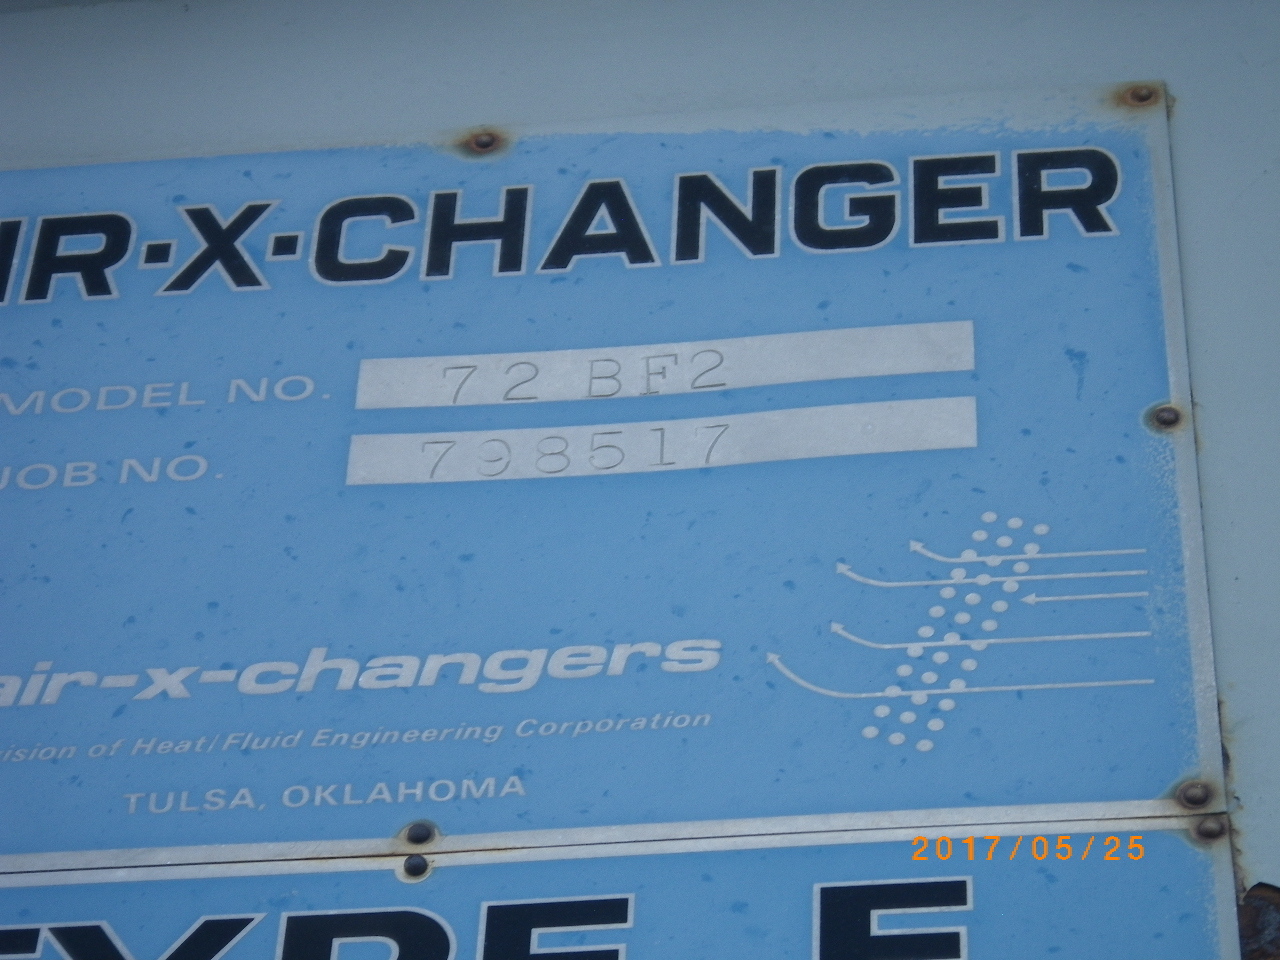 IR·X·CHANGER
MODEL NO. 72 BF2
JOB NO. 798517
air-x-changers
ision of Heat/Fluid Engineering Corporation
TULSA, OKLAHOMA
2017/05/25
TYPE F